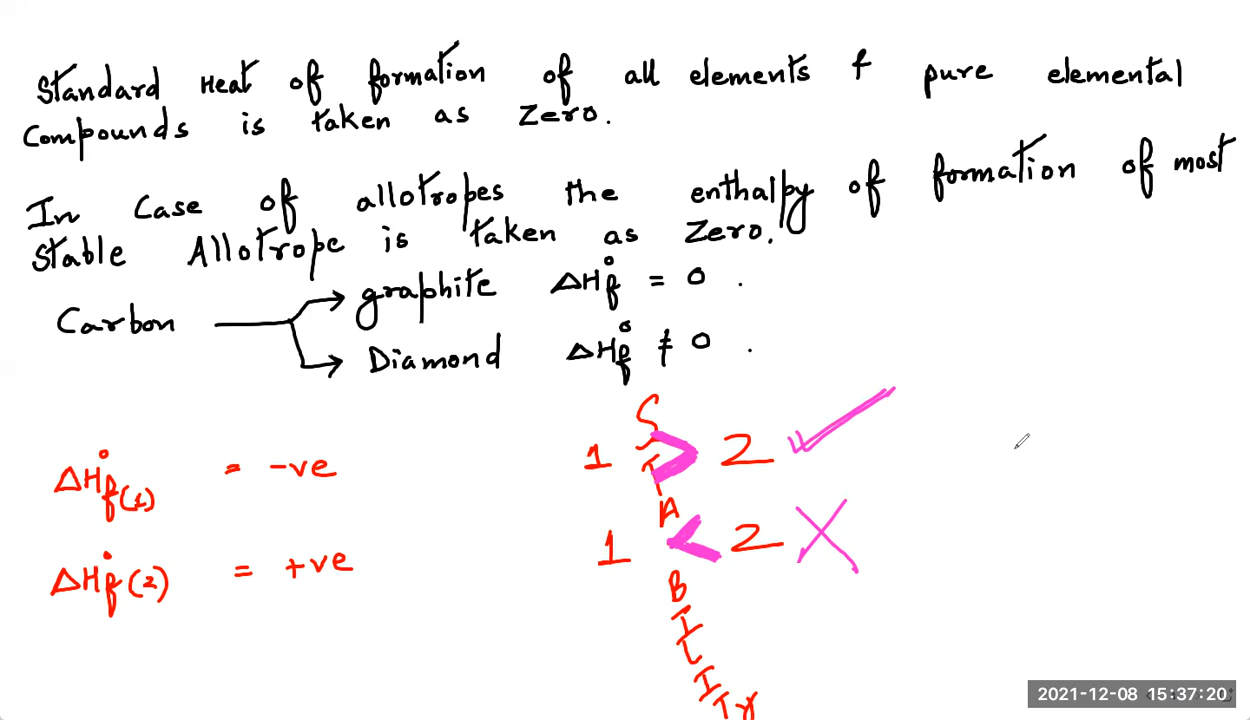 Standard Heat of formation of all elements & pure elemental
Compounds is taken as Zero.
In Case of allotropes the enthalpy of formation of most
Stable Allotrope is taken as Zero.
Carbon → graphite ΔH°f = 0 .
→ Diamond ΔH°f ≠ 0 .
ΔH°f(1) = -ve
ΔH°f(2) = +ve
1 > 2 ✓
1 < 2 X
STABILITY
2021-12-08 15:37:20